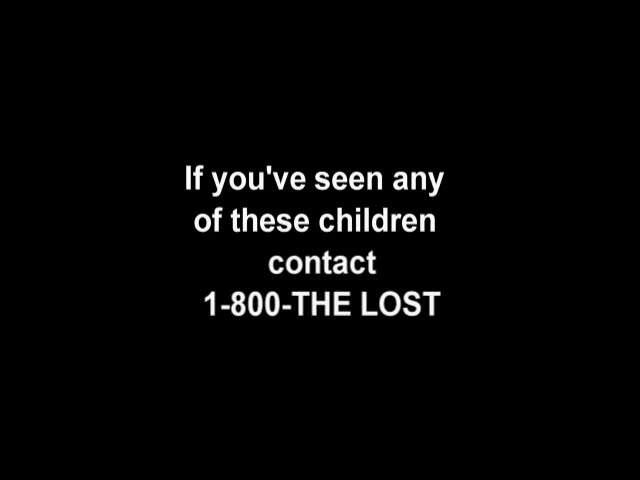 If you've seen any
of these children
contact
1-800-THE LOST